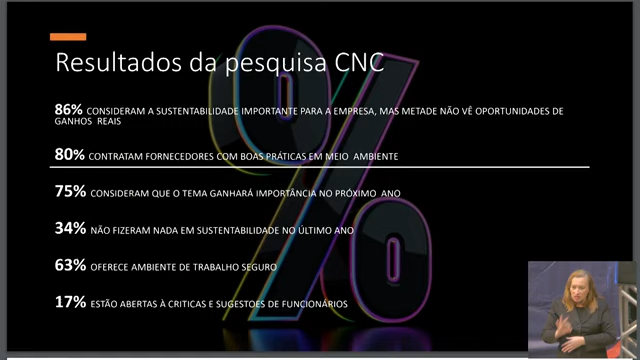 Resultados da pesquisa CNC
86% CONSIDERAM A SUSTENTABILIDADE IMPORTANTE PARA A EMPRESA, MAS METADE NÃO VÊ OPORTUNIDADES DE
GANHOS REAIS
80% CONTRATAM FORNECEDORES COM BOAS PRÁTICAS EM MEIO AMBIENTE
75% CONSIDERAM QUE O TEMA GANHARÁ IMPORTÂNCIA NO PRÓXIMO ANO
34% NÃO FIZERAM NADA EM SUSTENTABILIDADE NO ÚLTIMO ANO
63% OFERECE AMBIENTE DE TRABALHO SEGURO
17% ESTÃO ABERTAS À CRITICAS E SUGESTOES DE FUNCIONÁRIOS